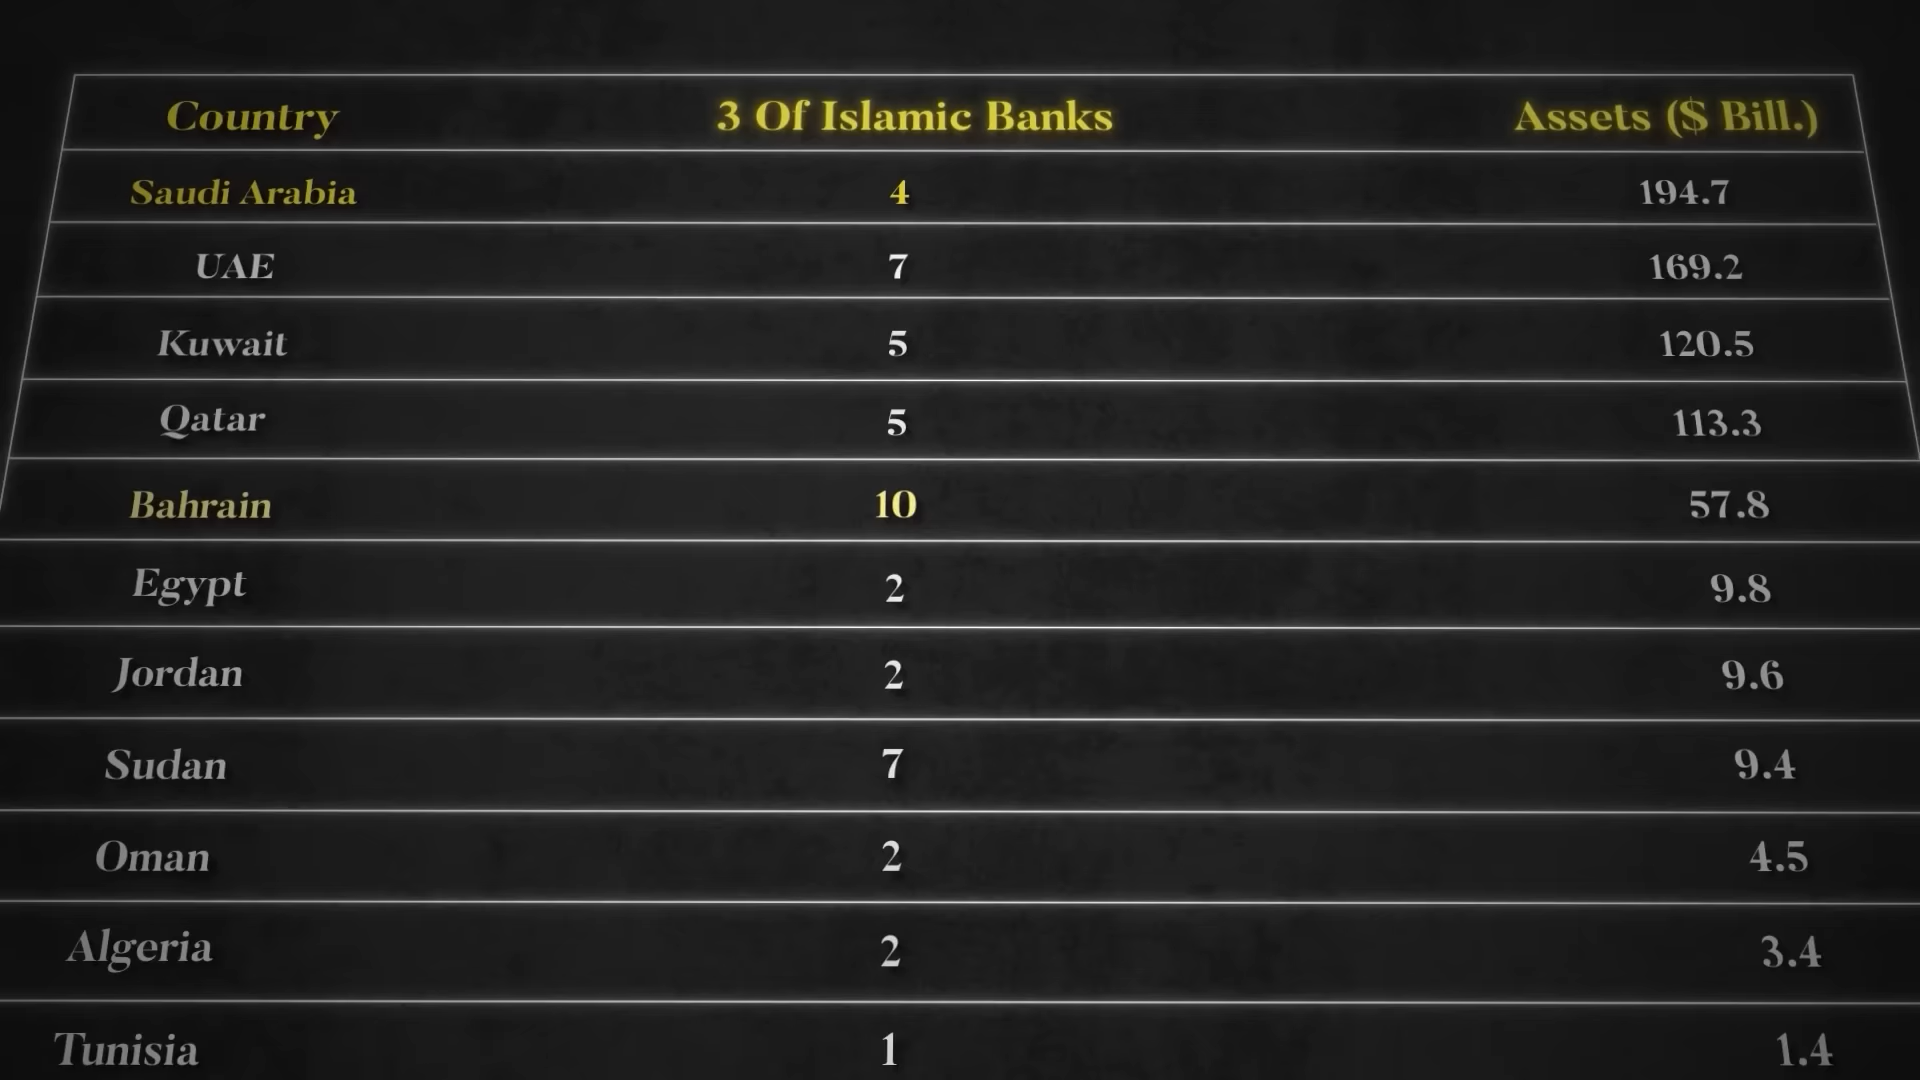 Country 3 Of Islamic Banks Assets ($ Bill.)
Saudi Arabia 4 194.7
UAE 7 169.2
Kuwait 5 120.5
Qatar 5 113.3
Bahrain 10 57.8
Egypt 2 9.8
Jordan 2 9.6
Sudan 7 9.4
Oman 2 4.5
Algeria 2 3.4
Tunisia 1 1.4